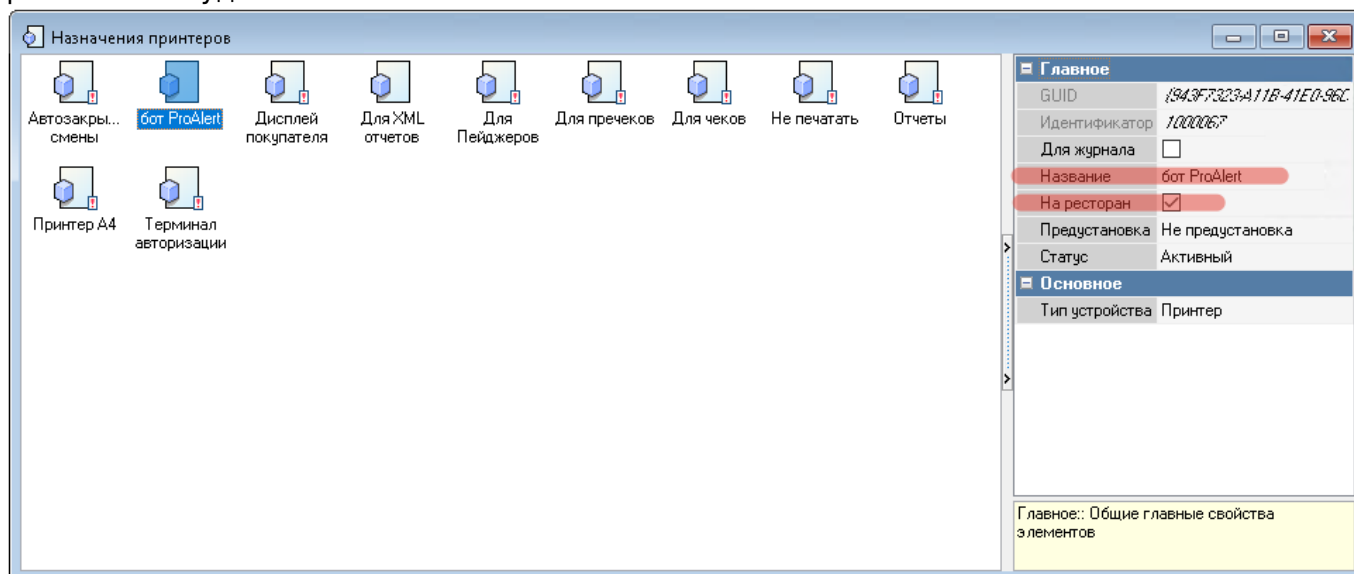 Назначения принтеров
Автозакры... смены
бот ProAlert
Дисплей покупателя
Для XML отчетов
Для Пейджеров
Для пречеков
Для чеков
Не печатать
Отчеты
Принтер A4
Терминал авторизации
Главное
GUID {943F7323-A11B-41E0-96C
Идентификатор 1000067
Для журнала
Название бот ProAlert
На ресторан
Предустановка Не предустановка
Статус Активный
Основное
Тип устройства Принтер
Главное:: Общие главные свойства
элементов